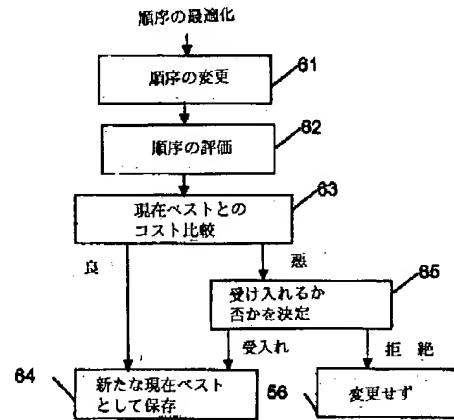 順序の最適化
順序の変更
61
順序の評価
62
現在ベストとの
コスト比較
63
良
悪
受け入れるか
否かを決定
65
受入れ
拒絶
64
新たな現在ベスト
として保存
56
変更せず